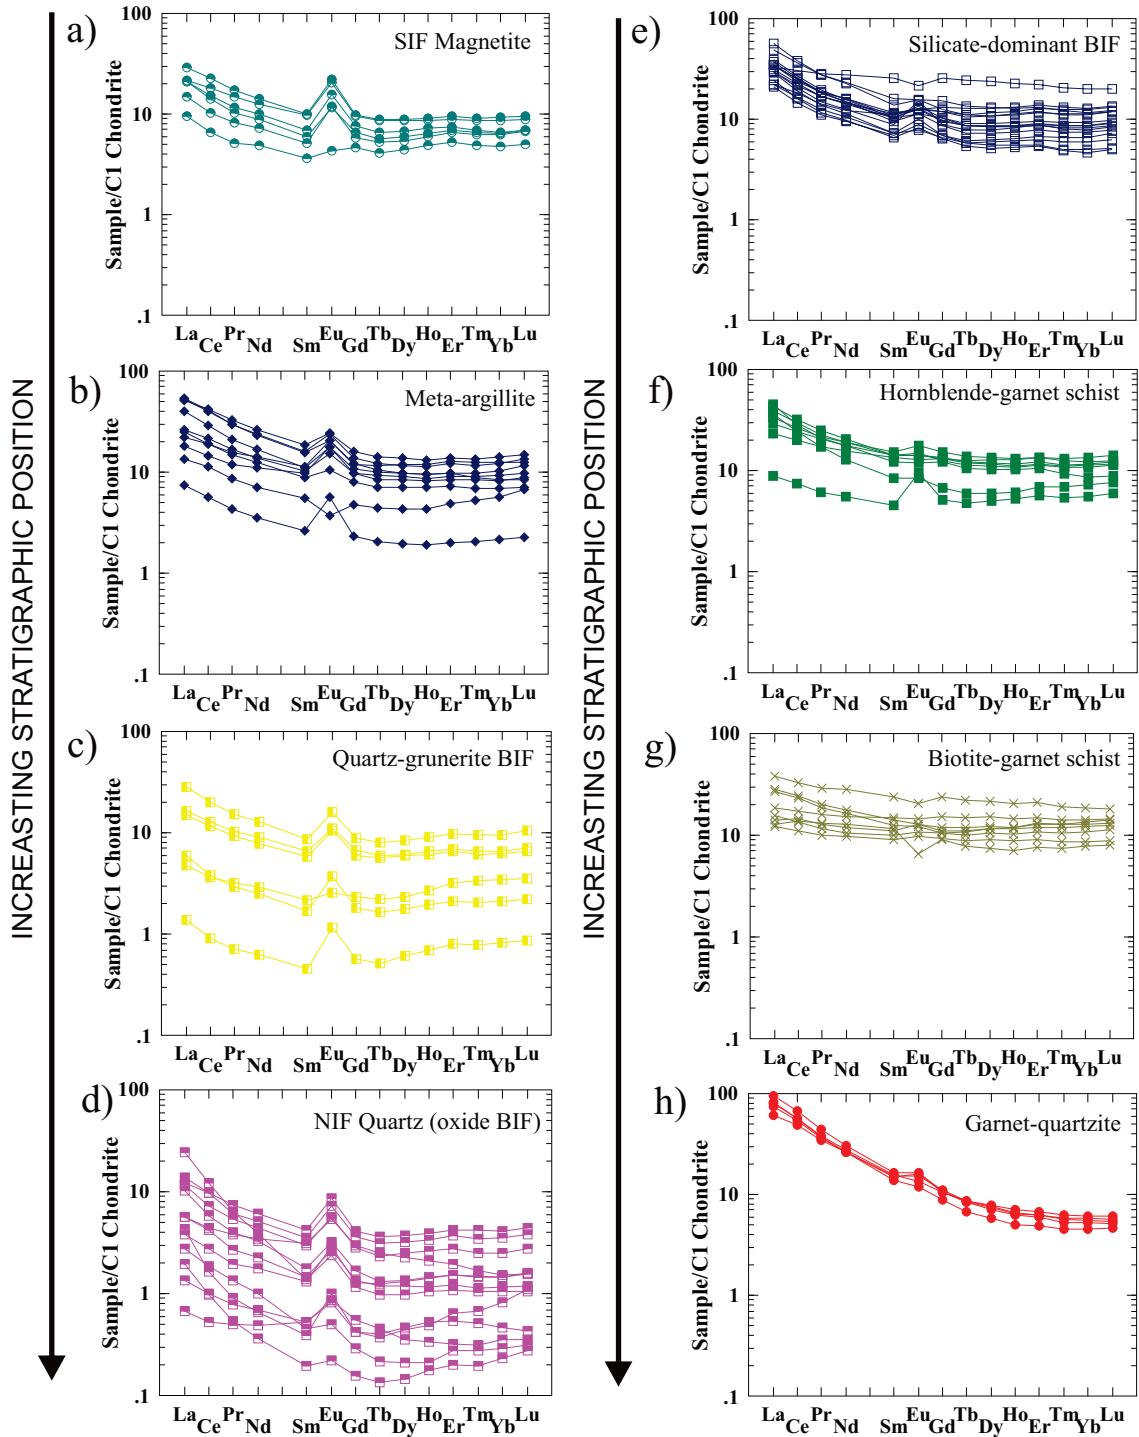 INCREASTING STRATIGRAPHIC POSITION
a)
SIF Magnetite
Sample/C1 Chondrite
100
10
1
.1
La Ce Pr Nd Sm Eu Gd Tb Dy Ho Er Tm Yb Lu
b)
Meta-argillite
Sample/C1 Chondrite
100
10
1
.1
La Ce Pr Nd Sm Eu Gd Tb Dy Ho Er Tm Yb Lu
c)
Quartz-grunerite BIF
Sample/C1 Chondrite
100
10
1
.1
La Ce Pr Nd Sm Eu Gd Tb Dy Ho Er Tm Yb Lu
d)
NIF Quartz (oxide BIF)
Sample/C1 Chondrite
100
10
1
.1
La Ce Pr Nd Sm Eu Gd Tb Dy Ho Er Tm Yb Lu
INCREASTING STRATIGRAPHIC POSITION
e)
Silicate-dominant BIF
Sample/C1 Chondrite
100
10
1
.1
La Ce Pr Nd Sm Eu Gd Tb Dy Ho Er Tm Yb Lu
f)
Hornblende-garnet schist
Sample/C1 Chondrite
100
10
1
.1
La Ce Pr Nd Sm Eu Gd Tb Dy Ho Er Tm Yb Lu
g)
Biotite-garnet schist
Sample/C1 Chondrite
100
10
1
.1
La Ce Pr Nd Sm Eu Gd Tb Dy Ho Er Tm Yb Lu
h)
Garnet-quartzite
Sample/C1 Chondrite
100
10
1
.1
La Ce Pr Nd Sm Eu Gd Tb Dy Ho Er Tm Yb Lu